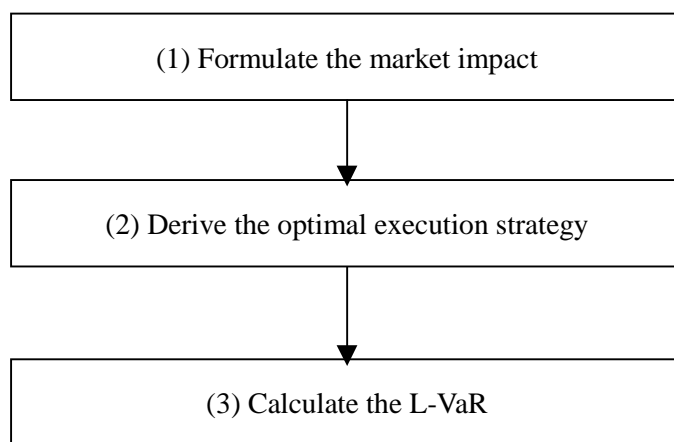 (1) Formulate the market impact
(2) Derive the optimal execution strategy
(3) Calculate the L-VaR